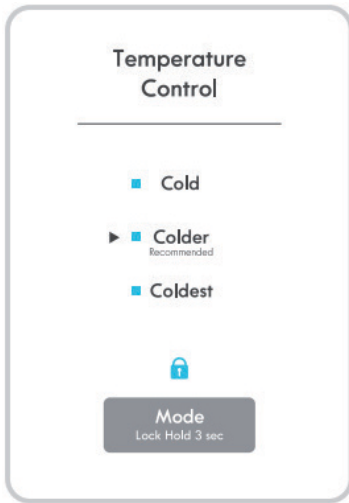 Temperature
Control
Cold
Colder
Recommended
Coldest
Mode
Lock Hold 3 sec